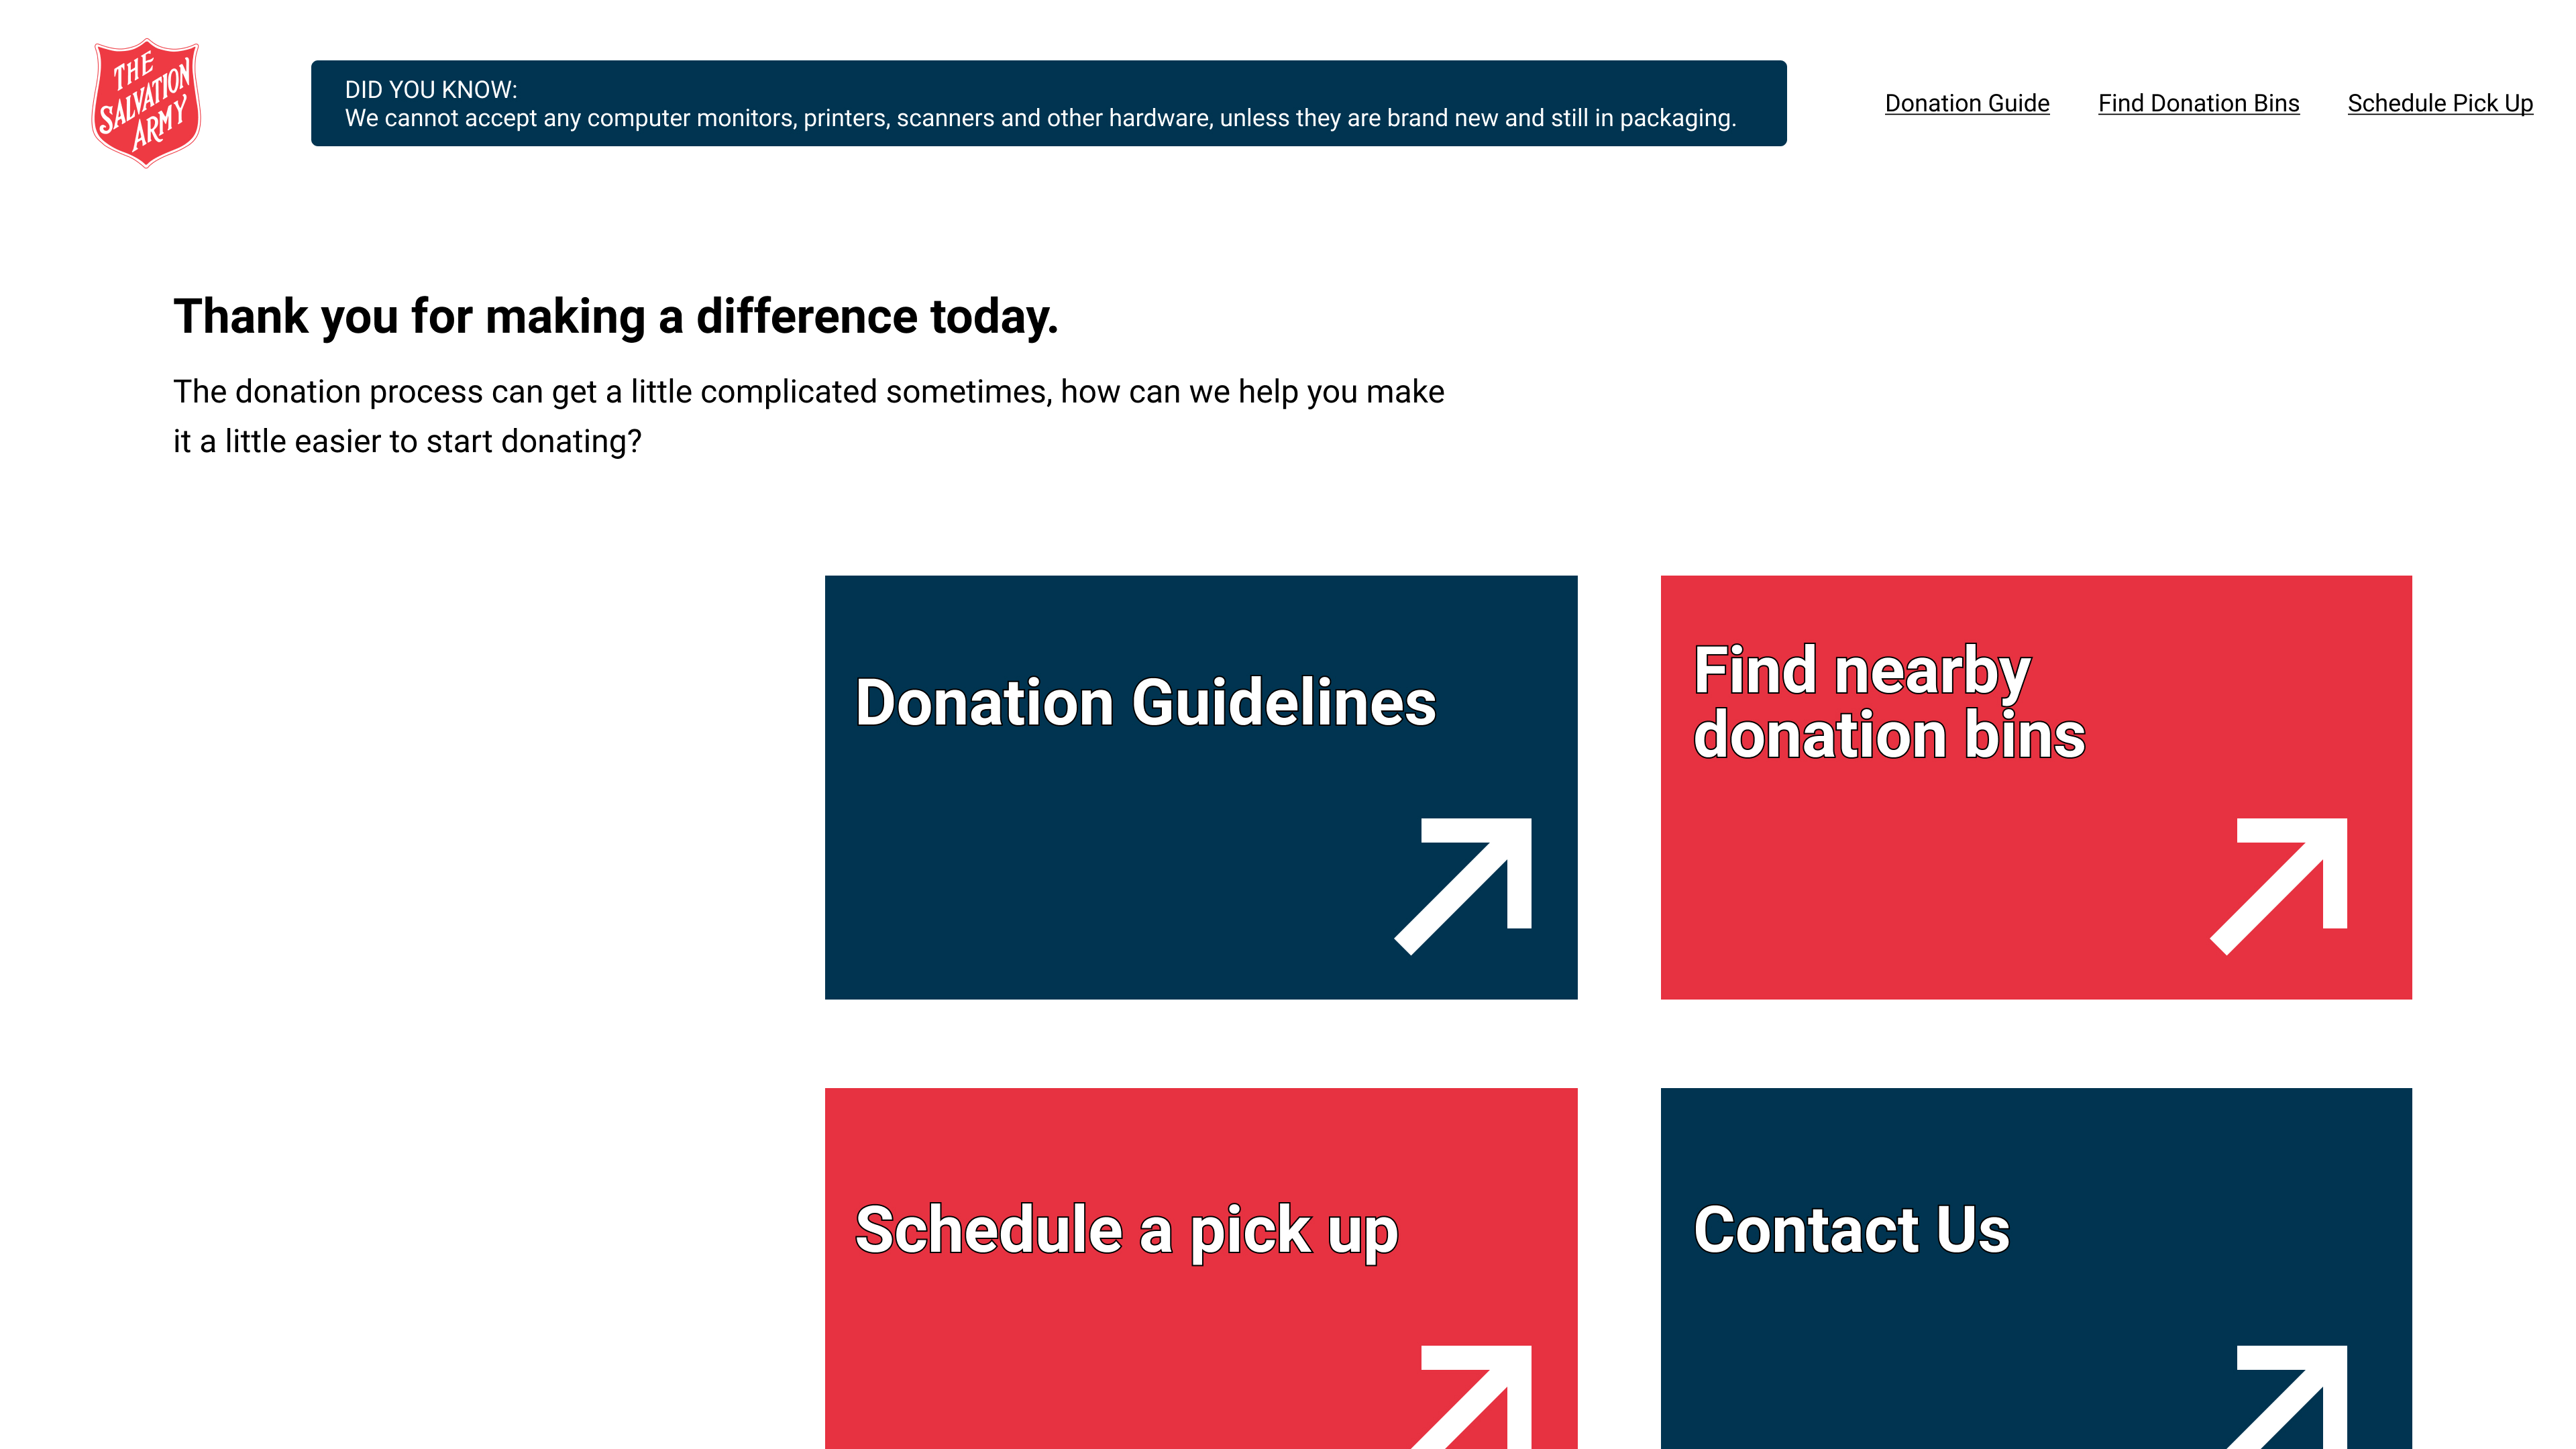 THE
SALVATION
ARMY
DID YOU KNOW:
We cannot accept any computer monitors, printers, scanners and other hardware, unless they are brand new and still in packaging.
Donation Guide
Find Donation Bins
Schedule Pick Up
Thank you for making a difference today.
The donation process can get a little complicated sometimes, how can we help you make
it a little easier to start donating?
Donation Guidelines
Find nearby
donation bins
Schedule a pick up
Contact Us